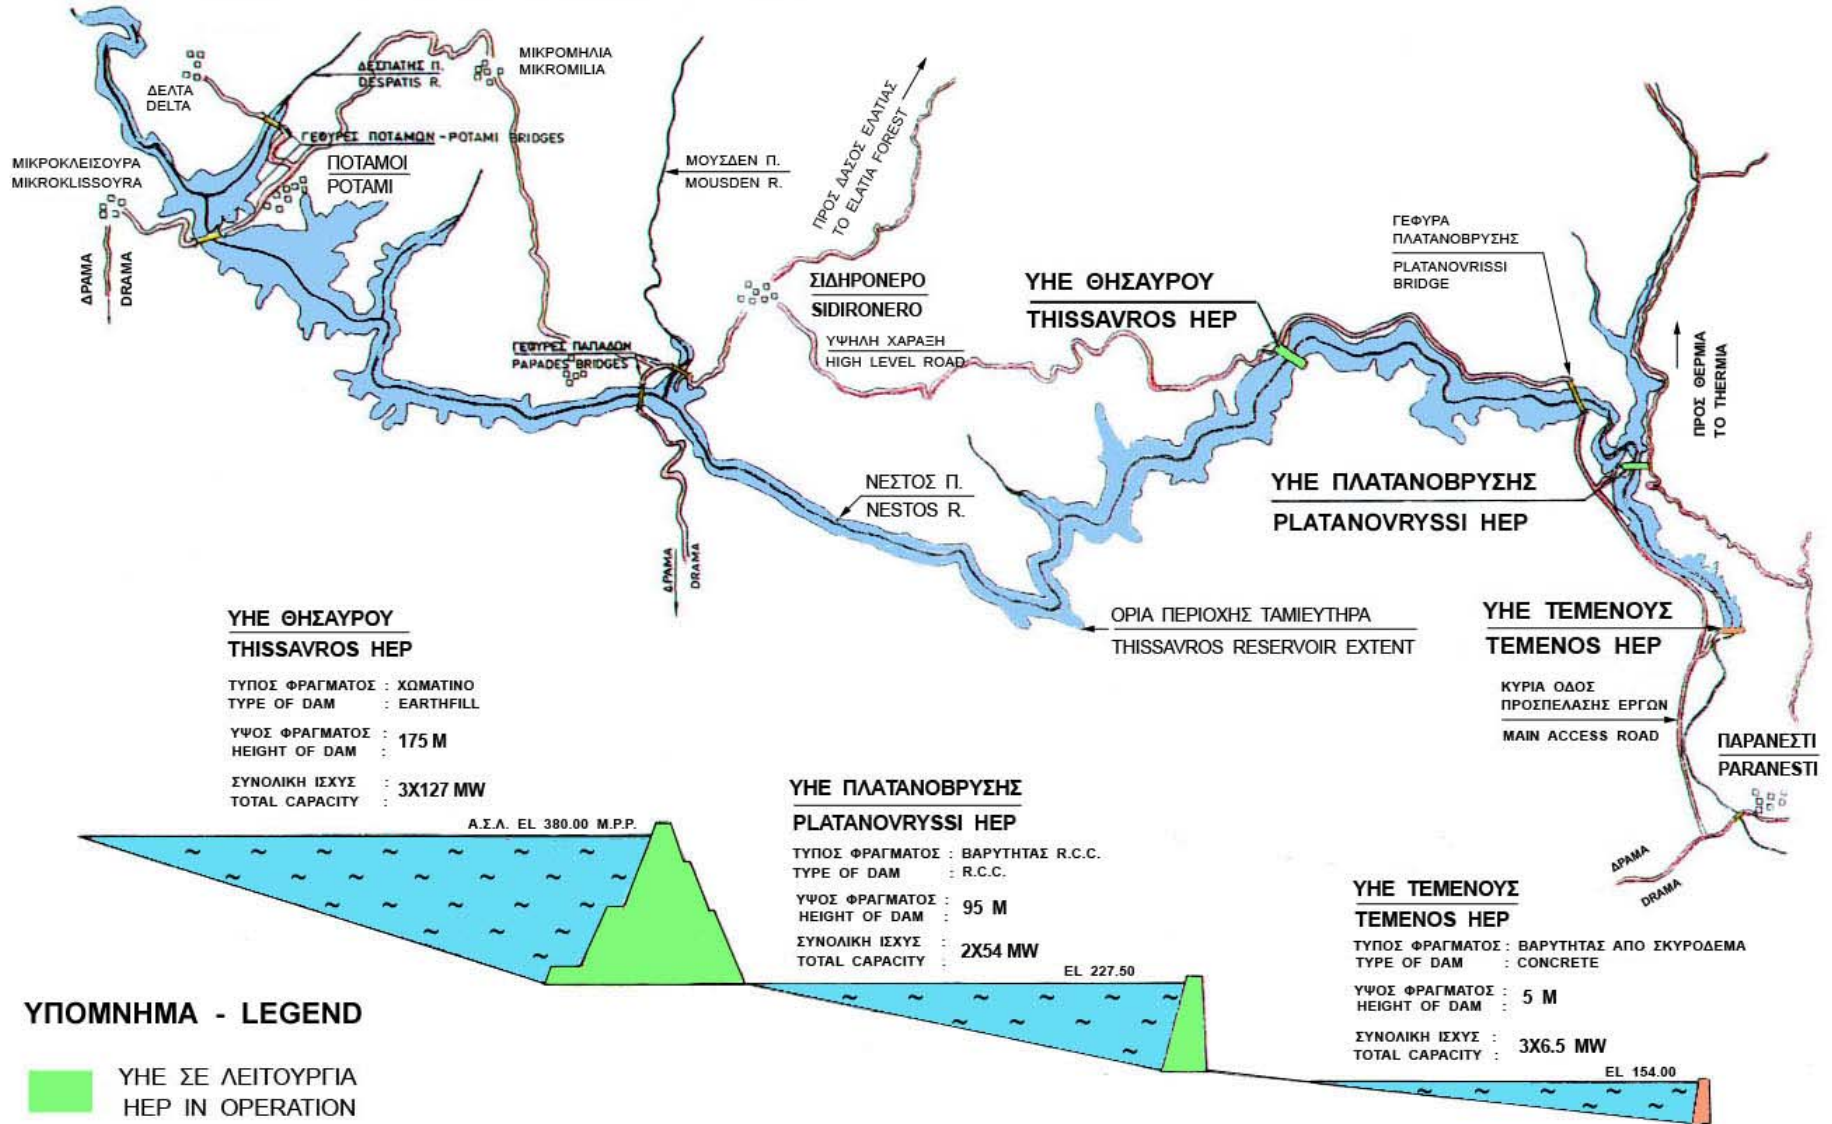 ΜΙΚΡΟΜΗΛΙΑ
MIKROMILIA
ΔΕΣΠΑΤΗΣ Π.
DESPATIS R.
ΔΕΛΤΑ
DELTA
ΓΕΦΥΡΕΣ ΠΟΤΑΜΩΝ - POTAMI BRIDGES
ΜΙΚΡΟΚΛΕΙΣΟΥΡΑ
MIKROKLISSOYRA
ΠΟΤΑΜΟΙ
POTAMI
ΔΡΑΜΑ
DRAMA
ΜΟΥΣΔΕΝ Π.
MOUSDEN R.
ΠΡΟΣ ΔΑΣΟΣ ΕΛΑΤΙΑΣ
TO ELATIA FOREST
ΣΙΔΗΡΟΝΕΡΟ
SIDIRONERO
ΥΨΗΛΗ ΧΑΡΑΞΗ
HIGH LEVEL ROAD
ΓΕΦΥΡΕΣ ΠΑΠΑΔΩΝ
PAPADES BRIDGES
ΥΗΕ ΘΗΣΑΥΡΟΥ
THISSAVROS HEP
ΓΕΦΥΡΑ
ΠΛΑΤΑΝΟΒΡΥΣΗΣ
PLATANOVRISSI
BRIDGE
ΠΡΟΣ ΘΕΡΜΙΑ
TO THERMIA
ΝΕΣΤΟΣ Π.
NESTOS R.
ΥΗΕ ΠΛΑΤΑΝΟΒΡΥΣΗΣ
PLATANOVRYSSI HEP
ΔΡΑΜΑ
DRAMA
ΟΡΙΑ ΠΕΡΙΟΧΗΣ ΤΑΜΙΕΥΤΗΡΑ
THISSAVROS RESERVOIR EXTENT
ΥΗΕ ΤΕΜΕΝΟΥΣ
TEMENOS HEP
ΚΥΡΙΑ ΟΔΟΣ
ΠΡΟΣΠΕΛΑΣΗΣ ΕΡΓΩΝ
MAIN ACCESS ROAD
ΠΑΡΑΝΕΣΤΙ
PARANESTI
ΔΡΑΜΑ
DRAMA
ΥΗΕ ΘΗΣΑΥΡΟΥ
THISSAVROS HEP
ΤΥΠΟΣ ΦΡΑΓΜΑΤΟΣ : ΧΩΜΑΤΙΝΟ
TYPE OF DAM : EARTHFILL
ΥΨΟΣ ΦΡΑΓΜΑΤΟΣ :
HEIGHT OF DAM : 175 M
ΣΥΝΟΛΙΚΗ ΙΣΧΥΣ :
TOTAL CAPACITY : 3X127 MW
Α.Σ.Λ. EL 380.00 M.P.P.
ΥΗΕ ΠΛΑΤΑΝΟΒΡΥΣΗΣ
PLATANOVRYSSI HEP
ΤΥΠΟΣ ΦΡΑΓΜΑΤΟΣ : ΒΑΡΥΤΗΤΑΣ R.C.C.
TYPE OF DAM : R.C.C.
ΥΨΟΣ ΦΡΑΓΜΑΤΟΣ :
HEIGHT OF DAM : 95 M
ΣΥΝΟΛΙΚΗ ΙΣΧΥΣ :
TOTAL CAPACITY : 2X54 MW
EL 227.50
ΥΗΕ ΤΕΜΕΝΟΥΣ
TEMENOS HEP
ΤΥΠΟΣ ΦΡΑΓΜΑΤΟΣ : ΒΑΡΥΤΗΤΑΣ ΑΠΟ ΣΚΥΡΟΔΕΜΑ
TYPE OF DAM : CONCRETE
ΥΨΟΣ ΦΡΑΓΜΑΤΟΣ :
HEIGHT OF DAM : 5 M
ΣΥΝΟΛΙΚΗ ΙΣΧΥΣ :
TOTAL CAPACITY : 3X6.5 MW
EL 154.00
ΥΠΟΜΝΗΜΑ - LEGEND
ΥΗΕ ΣΕ ΛΕΙΤΟΥΡΓΙΑ
HEP IN OPERATION